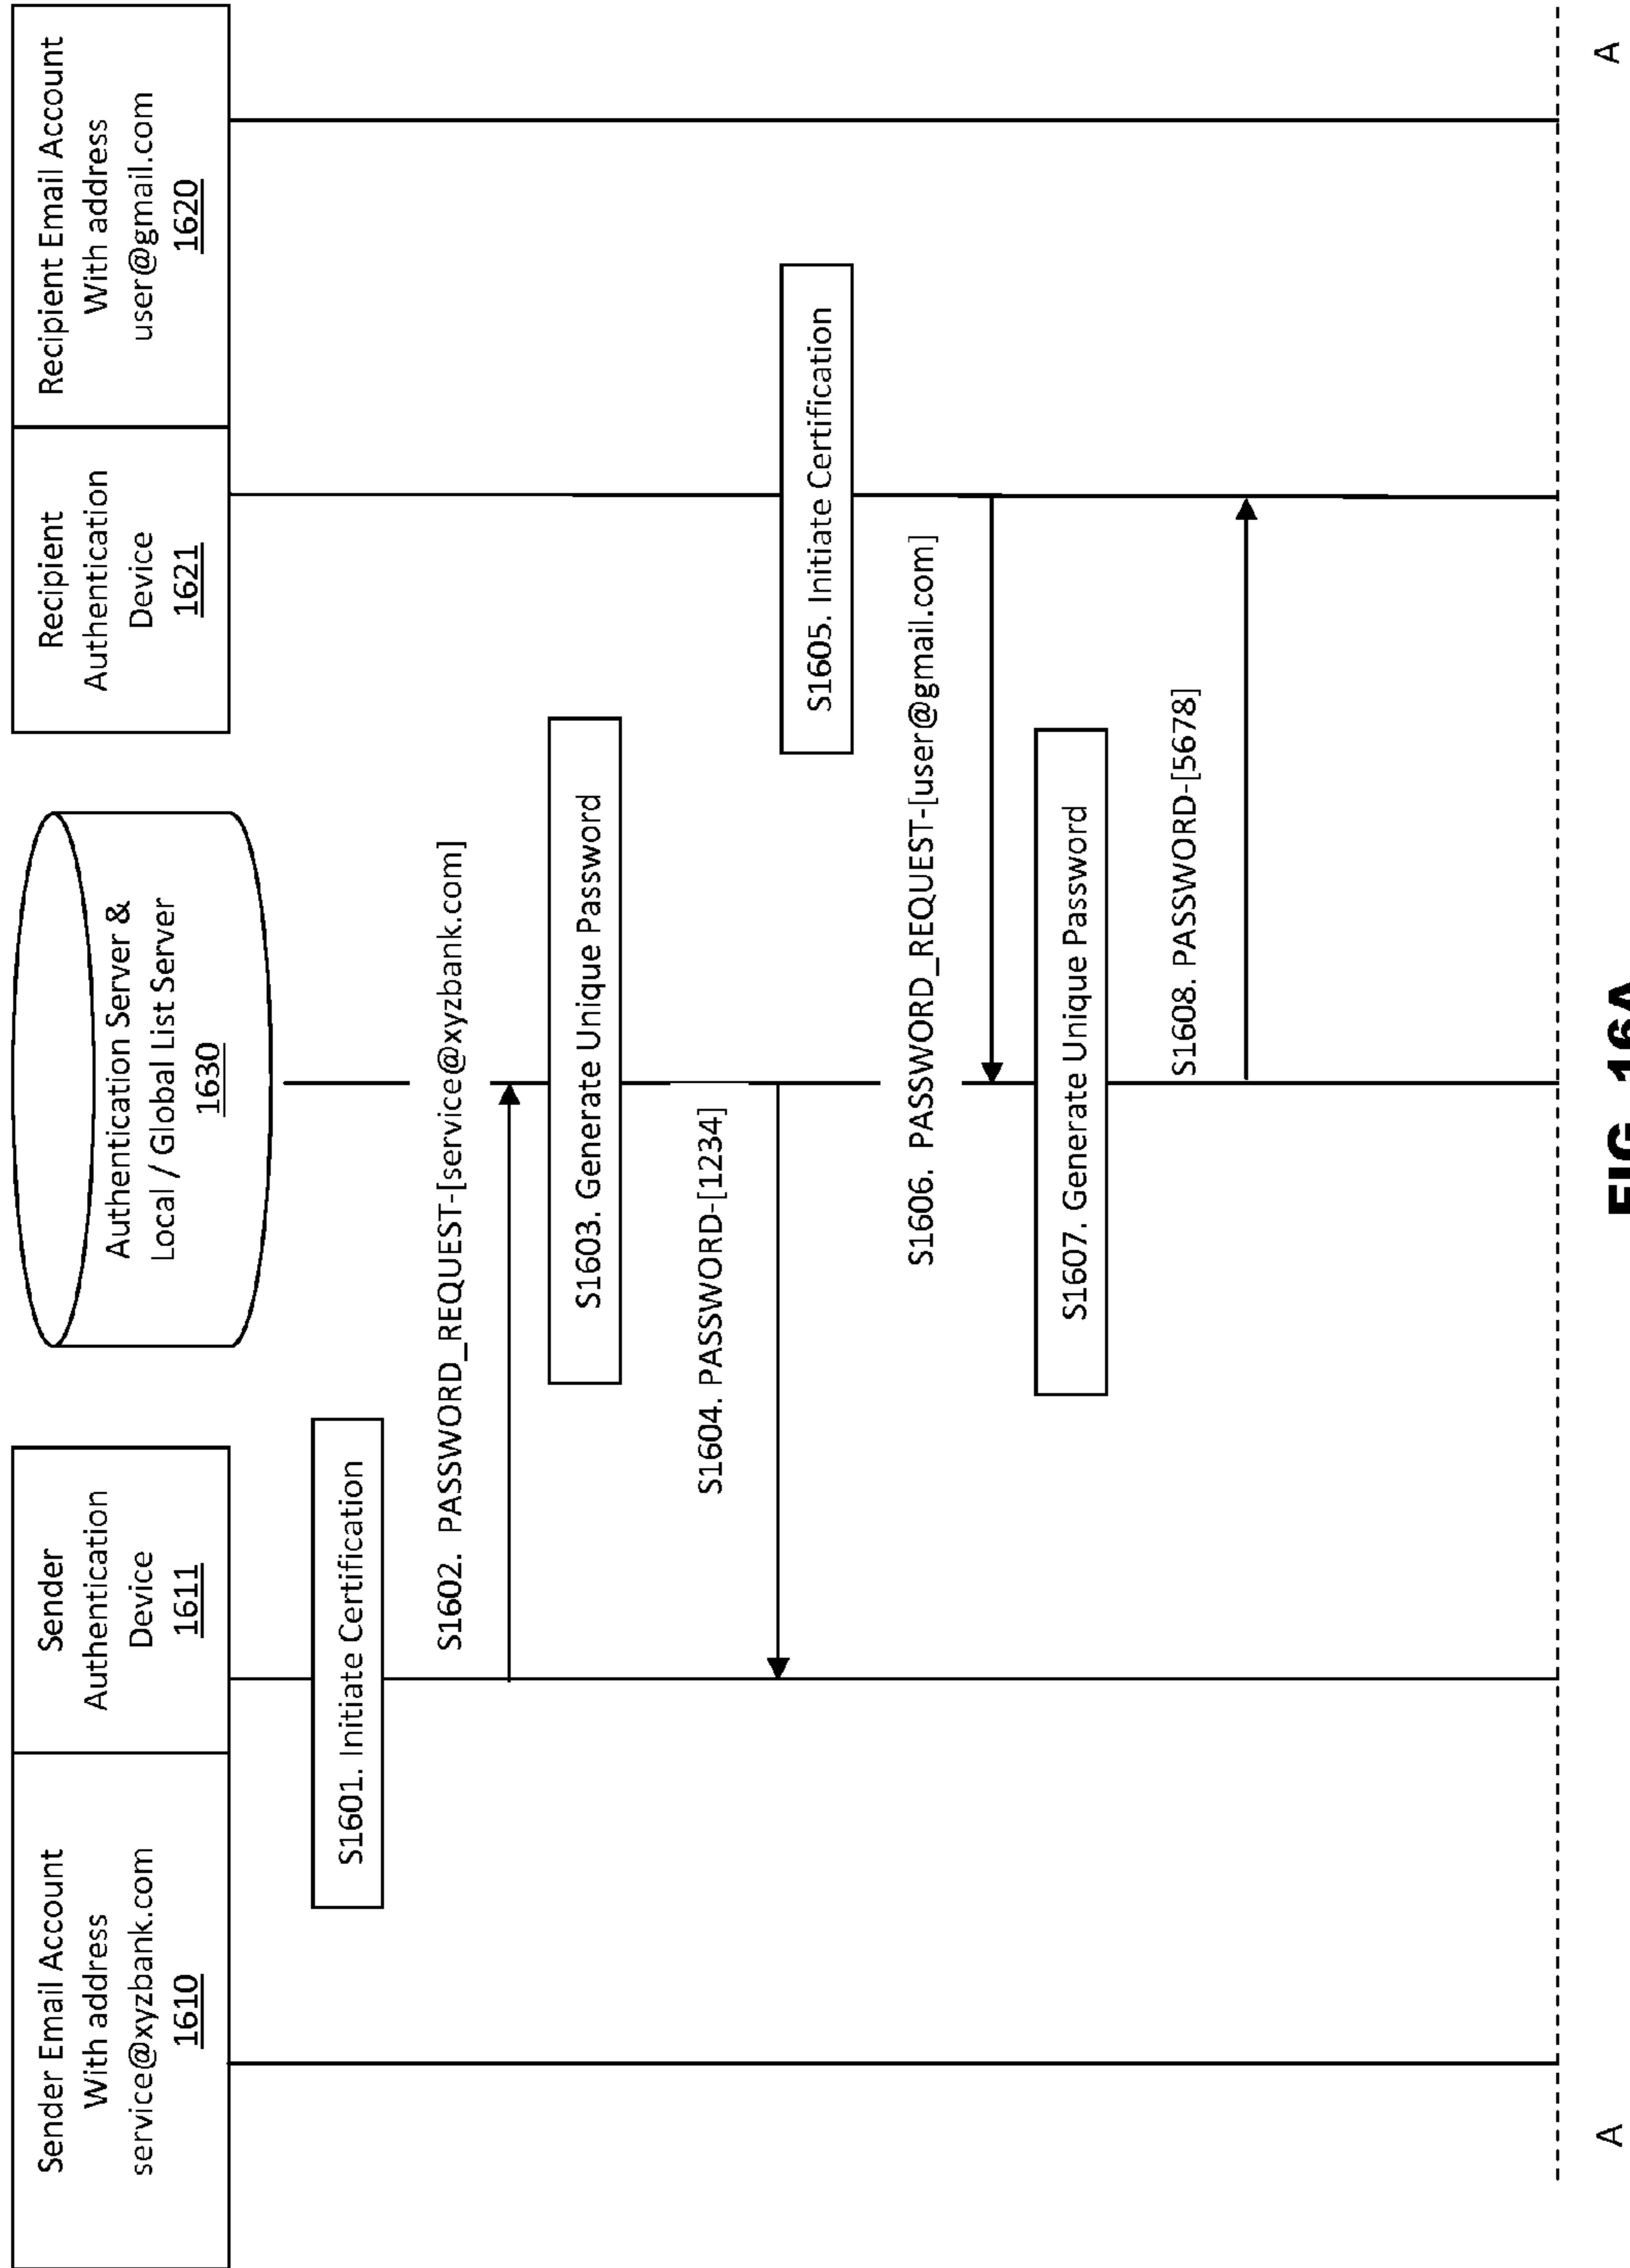 Sender Email Account
With address
service@xyzbank.com
1610
Sender
Authentication
Device
1611
Authentication Server &
Local / Global List Server
1630
Recipient
Authentication
Device
1621
Recipient Email Account
With address
user@gmail.com
1620
S1601. Initiate Certification
S1602. PASSWORD_REQUEST-[service@xyzbank.com]
S1603. Generate Unique Password
S1604. PASSWORD-[1234]
S1605. Initiate Certification
S1606. PASSWORD_REQUEST-[user@gmail.com]
S1607. Generate Unique Password
S1608. PASSWORD-[5678]
A
A
FIG. 16A